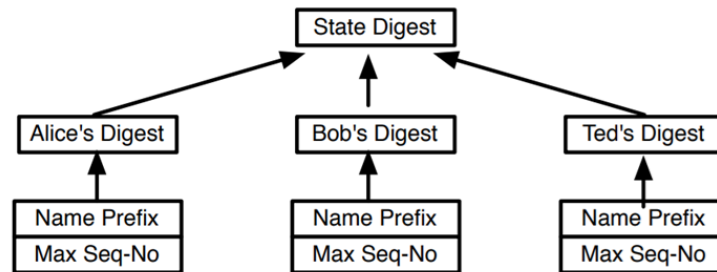 State Digest
Alice's Digest
Bob's Digest
Ted's Digest
Name Prefix
Max Seq-No
Name Prefix
Max Seq-No
Name Prefix
Max Seq-No